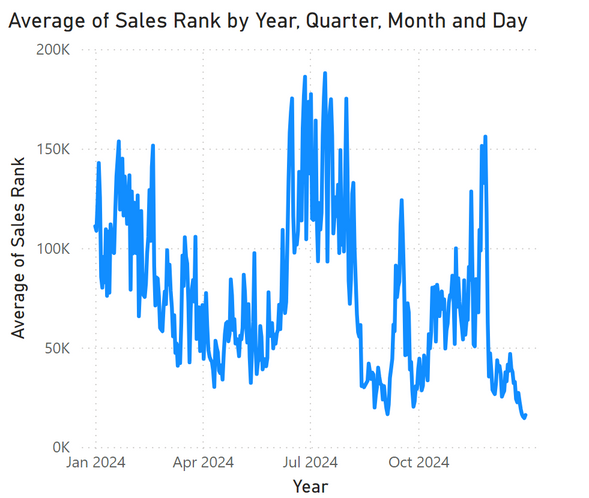 Average of Sales Rank by Year, Quarter, Month and Day
200K
150K
100K
50K
0K
Average of Sales Rank
Jan 2024 Apr 2024 Jul 2024 Oct 2024
Year